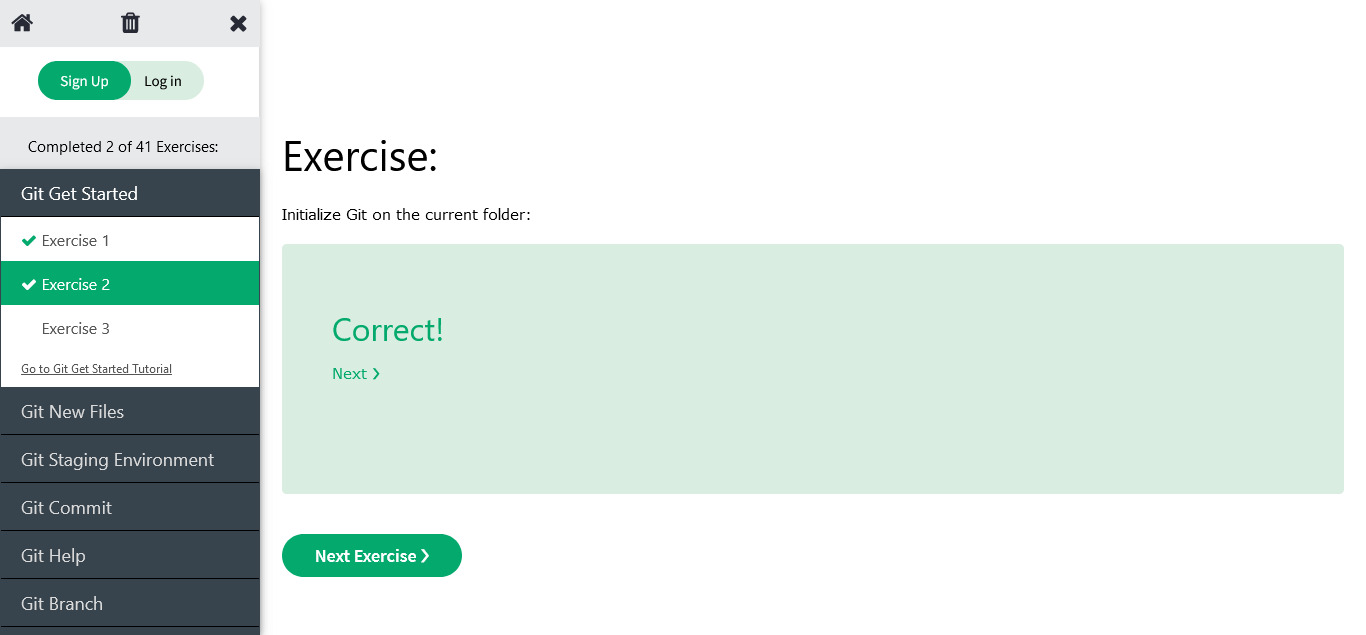 Sign Up
Log in
Completed 2 of 41 Exercises:
Git Get Started
Exercise 1
Exercise 2
Exercise 3
Go to Git Get Started Tutorial
Git New Files
Git Staging Environment
Git Commit
Git Help
Git Branch
Exercise:
Initialize Git on the current folder:
Correct!
Next ❯
Next Exercise ❯